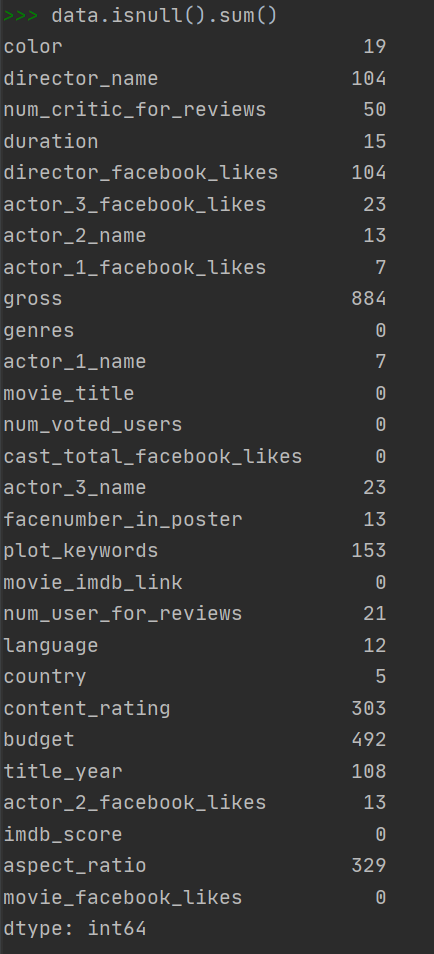 >>> data.isnull().sum()
color                          19
director_name                 104
num_critic_for_reviews         50
duration                       15
director_facebook_likes       104
actor_3_facebook_likes         23
actor_2_name                   13
actor_1_facebook_likes          7
gross                         884
genres                          0
actor_1_name                    7
movie_title                     0
num_voted_users                 0
cast_total_facebook_likes       0
actor_3_name                   23
facenumber_in_poster           13
plot_keywords                 153
movie_imdb_link                 0
num_user_for_reviews           21
language                       12
country                         5
content_rating                303
budget                        492
title_year                    108
actor_2_facebook_likes         13
imdb_score                      0
aspect_ratio                  329
movie_facebook_likes            0
dtype: int64